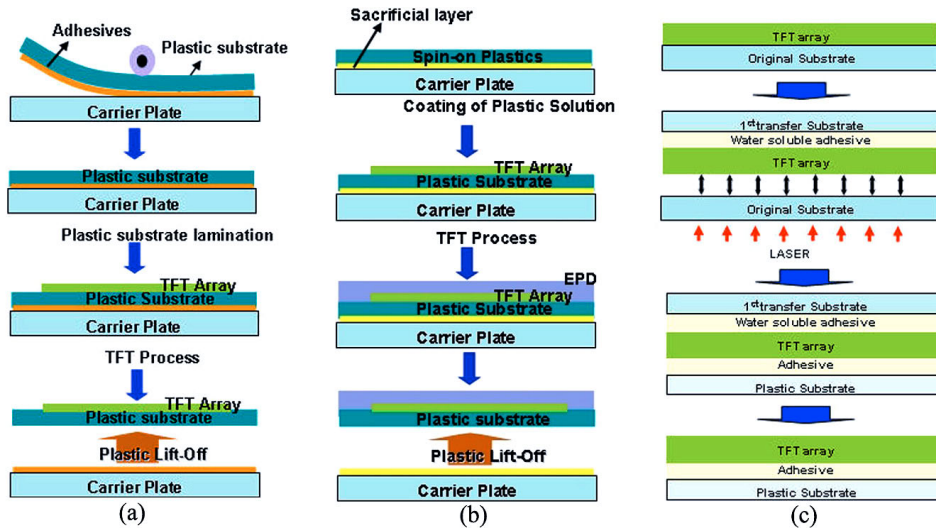 Adhesives
Plastic substrate
Carrier Plate
Plastic substrate
Carrier Plate
Plastic substrate lamination
TFT Array
Plastic Substrate
Carrier Plate
TFT Process
TFT Array
Plastic substrate
Plastic Lift-Off
Carrier Plate
(a)
Sacrificial layer
Spin-on Plastics
Carrier Plate
Coating of Plastic Solution
TFT Array
Plastic Substrate
Carrier Plate
TFT Process
EPD
TFT Array
Plastic Substrate
Carrier Plate
Plastic substrate
Plastic Lift-Off
Carrier Plate
(b)
TFT array
Original Substrate
1st transfer Substrate
Water soluble adhesive
TFT array
Original Substrate
LASER
1st transfer Substrate
Water soluble adhesive
TFT array
Adhesive
Plastic Substrate
TFT array
Adhesive
Plastic Substrate
(c)